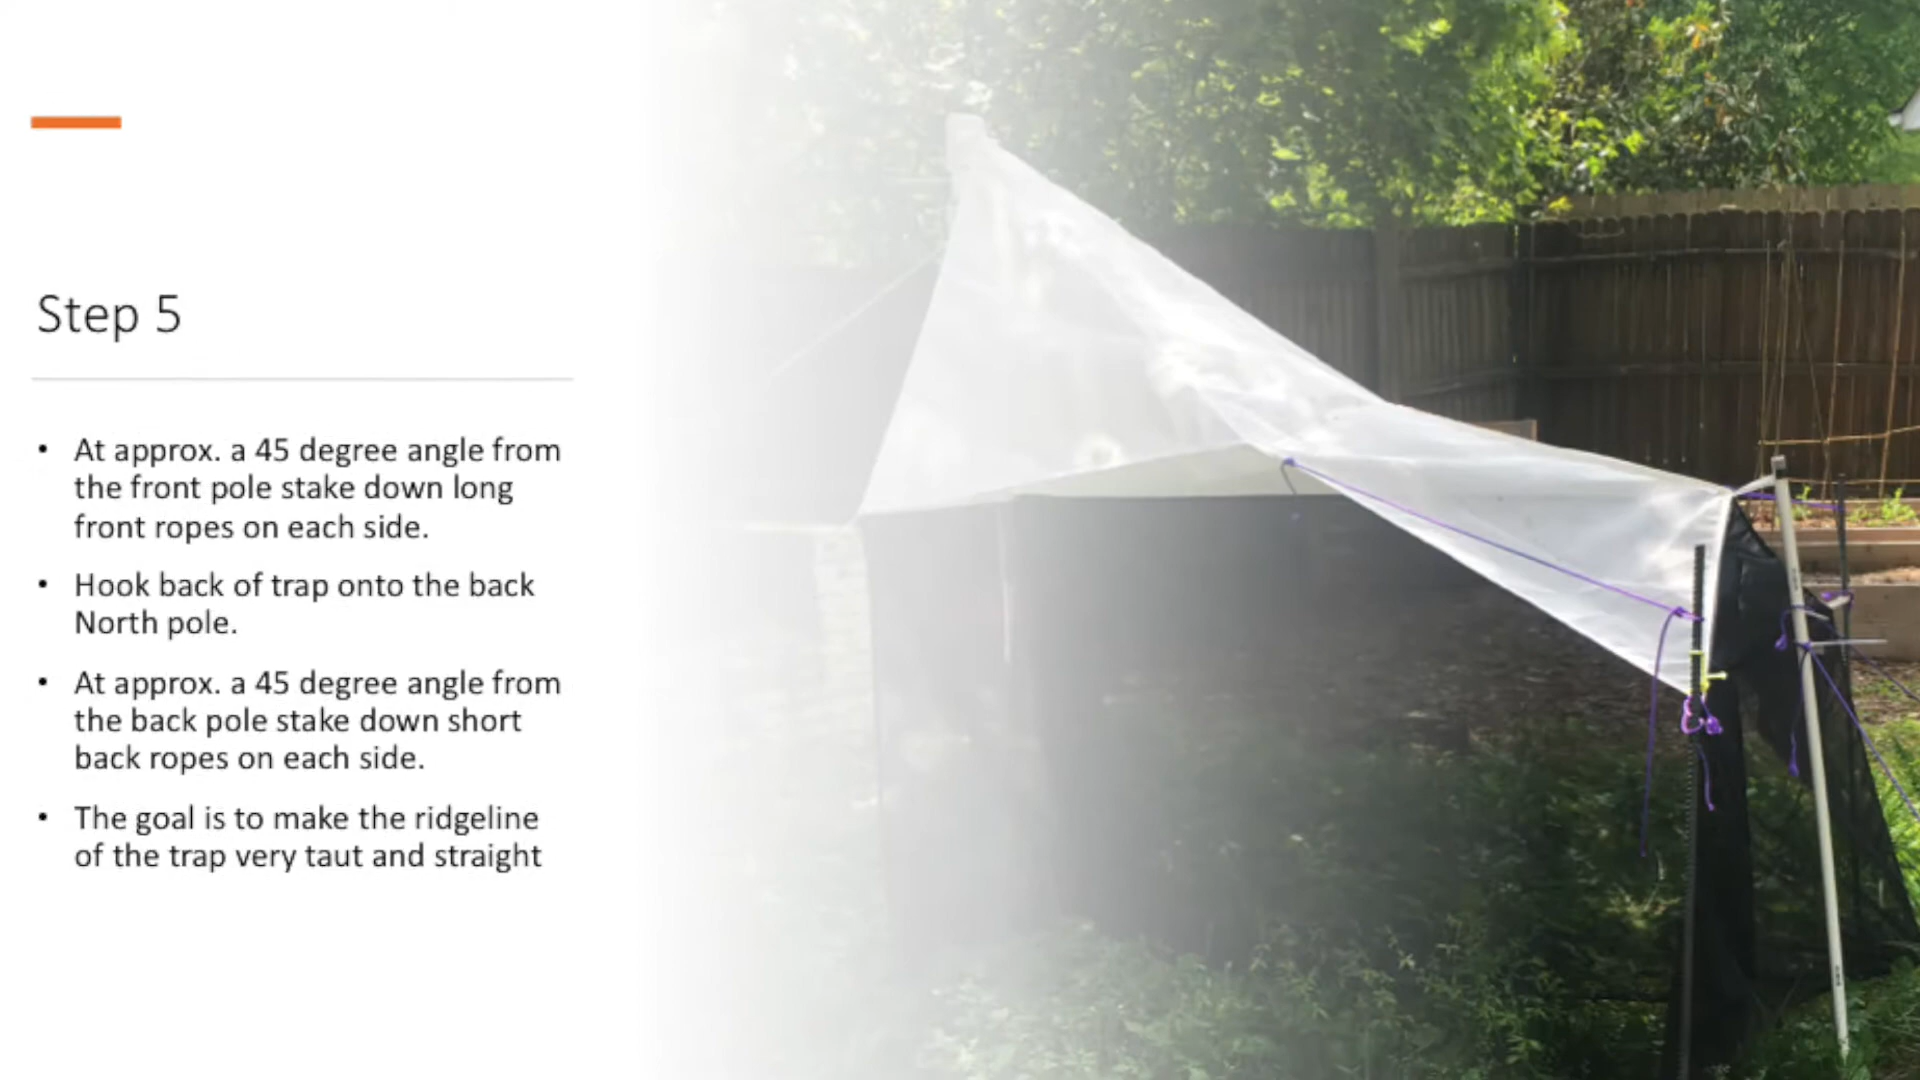 Step 5
• At approx. a 45 degree angle from
the front pole stake down long
front ropes on each side.
• Hook back of trap onto the back
North pole.
• At approx. a 45 degree angle from
the back pole stake down short
back ropes on each side.
• The goal is to make the ridgeline
of the trap very taut and straight